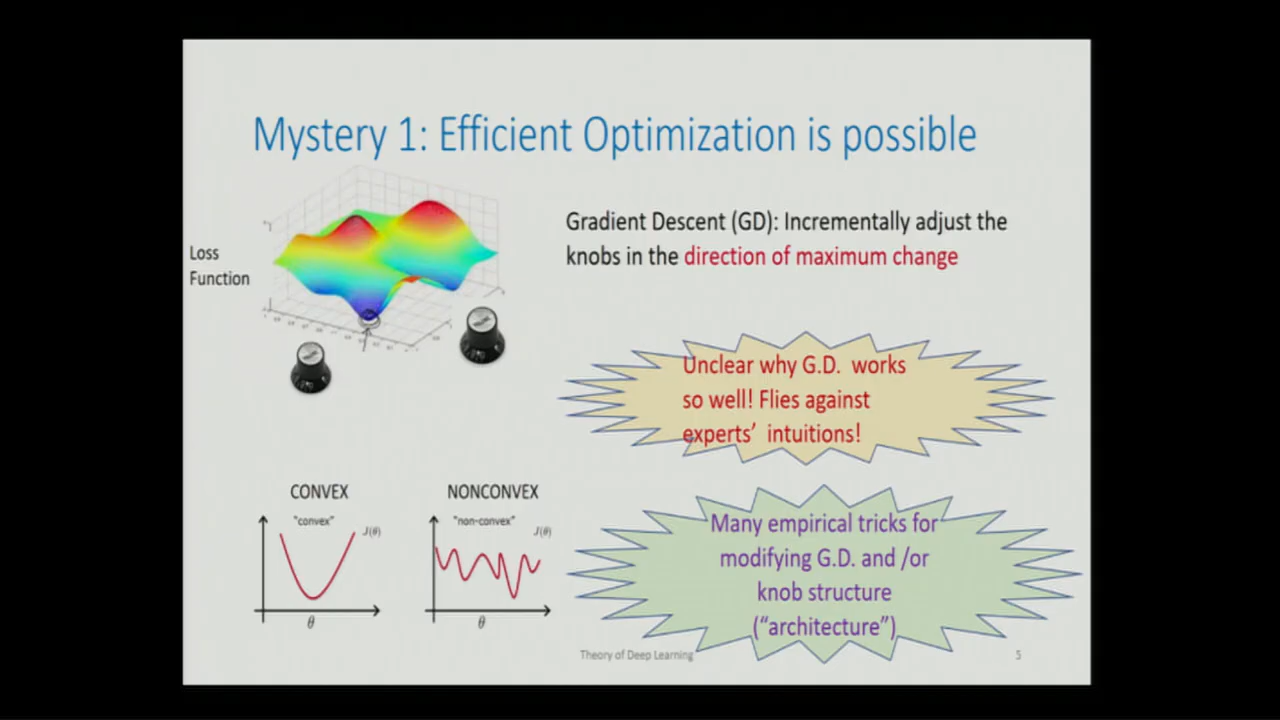 Mystery 1: Efficient Optimization is possible
Loss
Function
Gradient Descent (GD): Incrementally adjust the
knobs in the direction of maximum change
Unclear why G.D. works
so well! Flies against
experts' intuitions!
CONVEX
"convex"
J(θ)
θ
NONCONVEX
"non-convex"
J(θ)
θ
Many empirical tricks for
modifying G.D. and /or
knob structure
("architecture")
Theory of Deep Learning
5